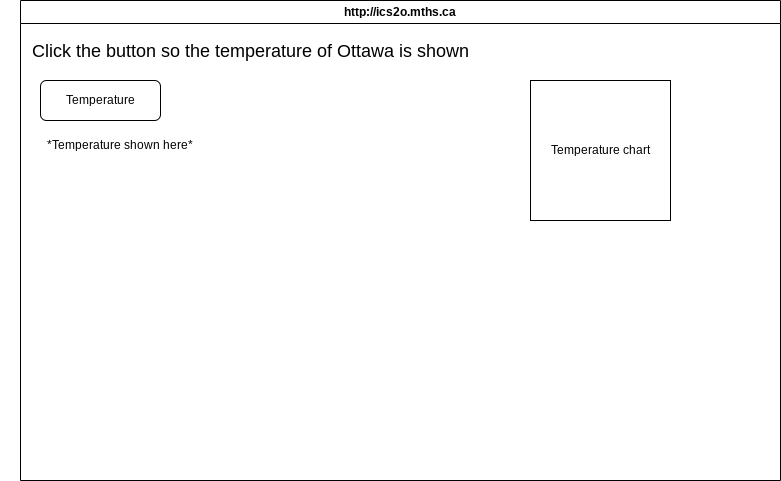 http://ics2o.mths.ca
Click the button so the temperature of Ottawa is shown
Temperature
*Temperature shown here*
Temperature chart